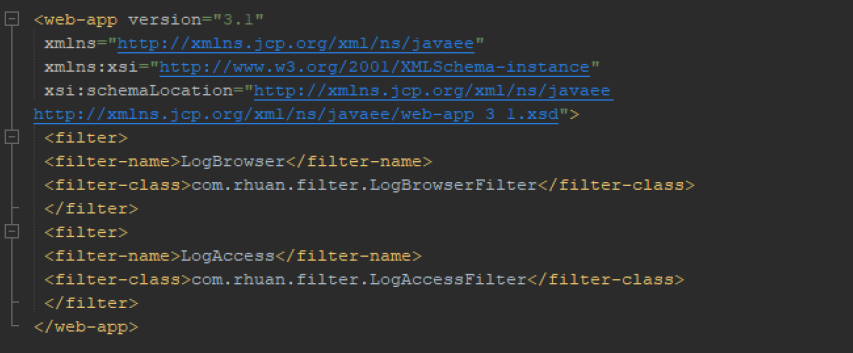 <web-app version="3.1"
xmlns="http://xmlns.jcp.org/xml/ns/javaee"
xmlns:xsi="http://www.w3.org/2001/XMLSchema-instance"
xsi:schemaLocation="http://xmlns.jcp.org/xml/ns/javaee
http://xmlns.jcp.org/xml/ns/javaee/web-app_3_1.xsd">
<filter>
<filter-name>LogBrowser</filter-name>
<filter-class>com.rhuan.filter.LogBrowserFilter</filter-class>
</filter>
<filter>
<filter-name>LogAccess</filter-name>
<filter-class>com.rhuan.filter.LogAccessFilter</filter-class>
</filter>
</web-app>